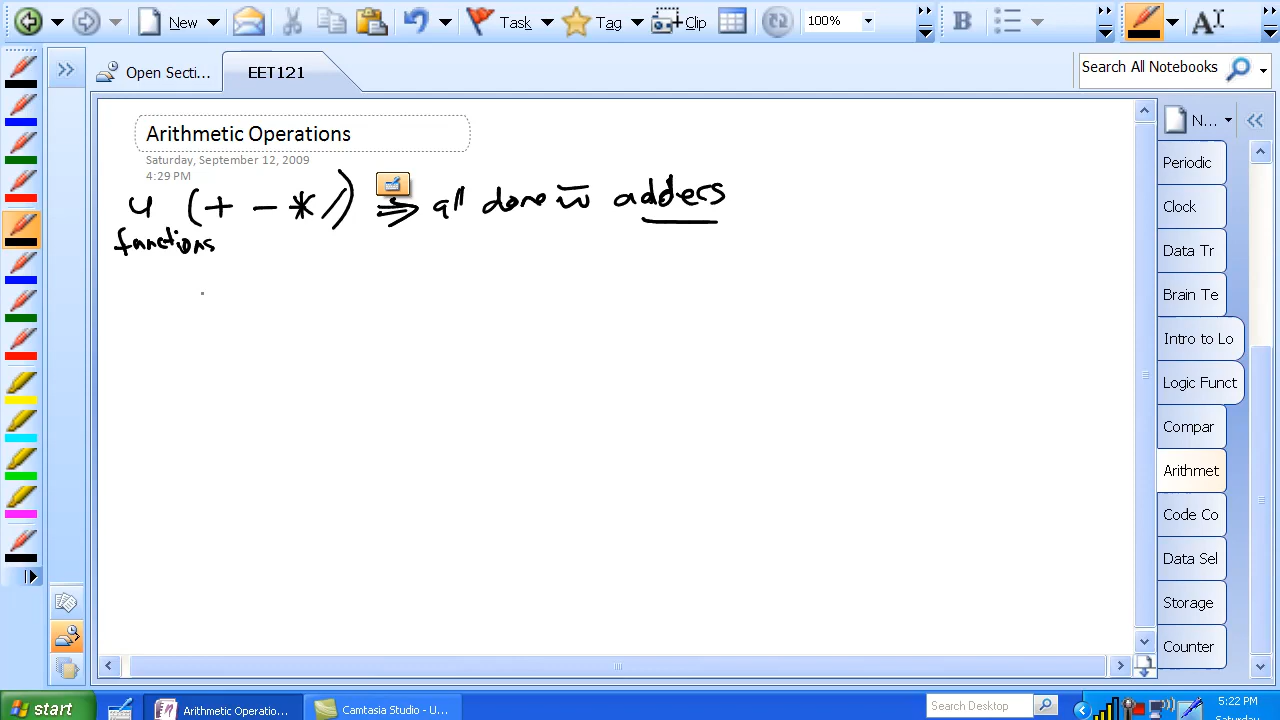 New
Task
Tag
Clip
100%
B
A
Open Secti...
EET121
Search All Notebooks
Arithmetic Operations
Saturday, September 12, 2009
4:29 PM
4 (+ - * /) ⇒ all done w̅ adders
functions
N...
Periodic
Clock
Data Tr
Brain Te
Intro to Lo
Logic Funct
Compar
Arithmet
Code Co
Data Sel
Storage
Counter
start
Arithmetic Operatio...
Camtasia Studio - U...
Search Desktop
5:22 PM
Saturday